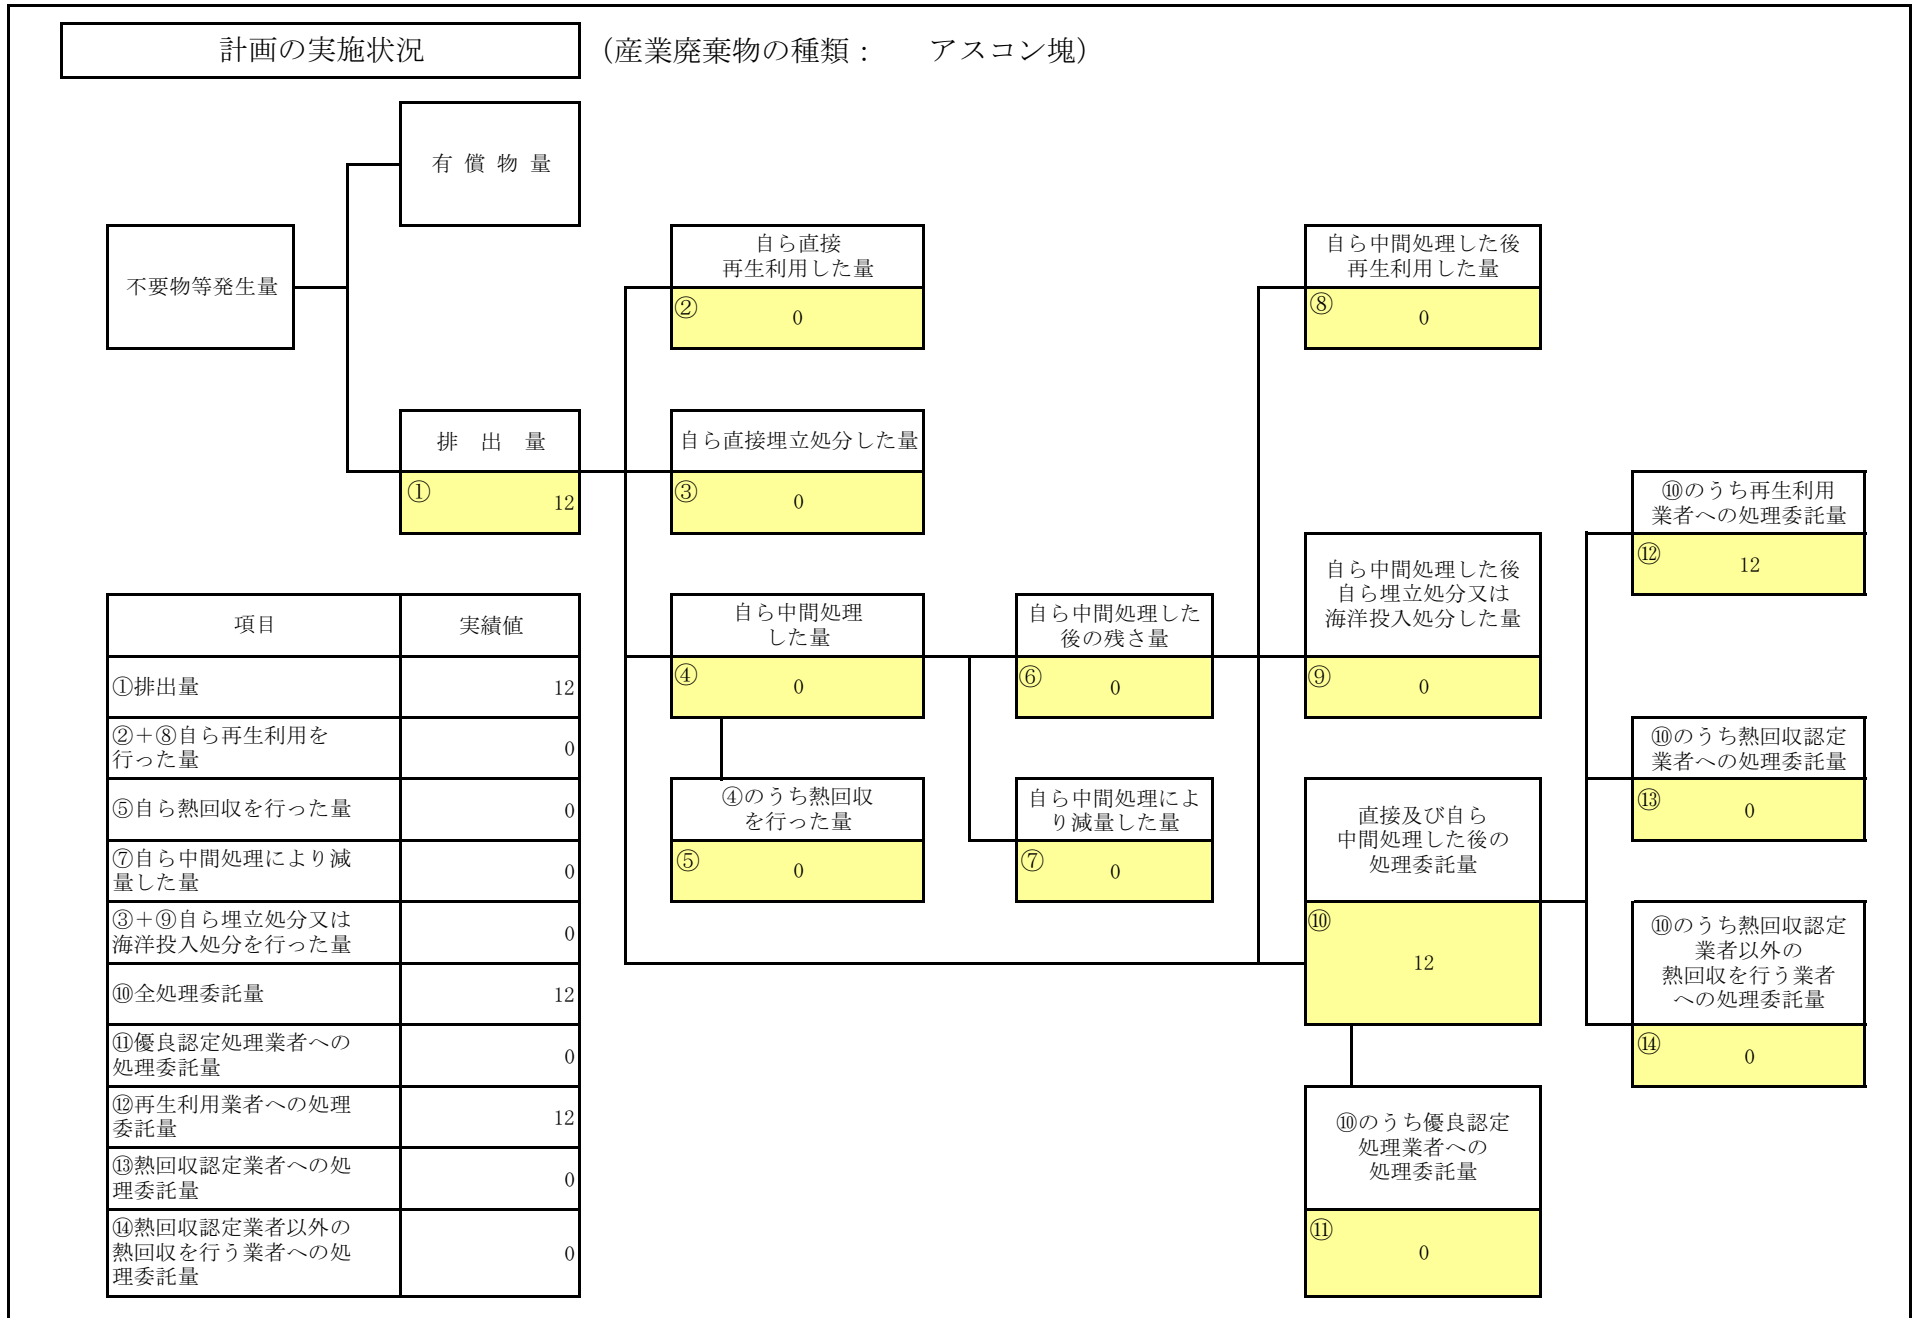 計画の実施状況
（産業廃棄物の種類： アスコン塊）
有 償 物 量
不要物等発生量
自ら直接
再生利用した量
②
0
自ら中間処理した後
再生利用した量
⑧
0
排 出 量
①
12
自ら直接埋立処分した量
③
0
⑩のうち再生利用
業者への処理委託量
⑫
12
自ら中間処理した後
自ら埋立処分又は
海洋投入処分した量
⑨
0
自ら中間処理
した量
④
0
自ら中間処理した
後の残さ量
⑥
0
④のうち熱回収
を行った量
⑤
0
自ら中間処理によ
り減量した量
⑦
0
直接及び自ら
中間処理した後の
処理委託量
⑩
12
⑩のうち熱回収認定
業者への処理委託量
⑬
0
⑩のうち熱回収認定
業者以外の
熱回収を行う業者
への処理委託量
⑭
0
⑩のうち優良認定
処理業者への
処理委託量
⑪
0
項目 実績値
①排出量 12
②＋⑧自ら再生利用を
行った量 0
⑤自ら熱回収を行った量 0
⑦自ら中間処理により減
量した量 0
③＋⑨自ら埋立処分又は
海洋投入処分を行った量 0
⑩全処理委託量 12
⑪優良認定処理業者への
処理委託量 0
⑫再生利用業者への処理
委託量 12
⑬熱回収認定業者への処
理委託量 0
⑭熱回収認定業者以外の
熱回収を行う業者への処 0
理委託量